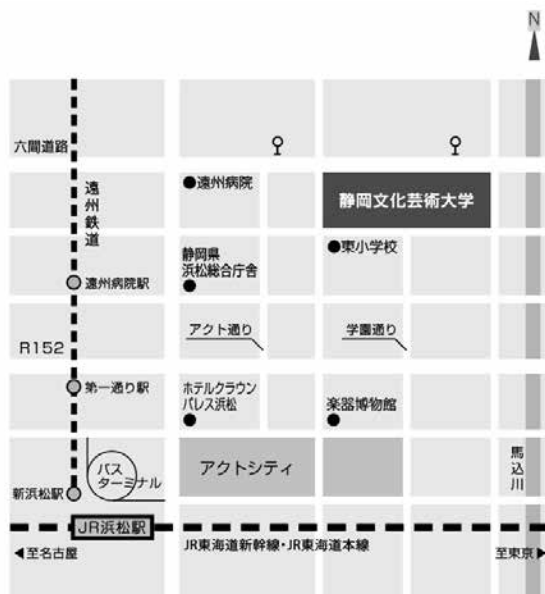 N
六間道路
遠州鉄道
遠州病院
静岡文化芸術大学
静岡県
浜松総合庁舎
東小学校
遠州病院駅
アクト通り
学園通り
R152
第一通り駅
ホテルクラウン
パレス浜松
楽器博物館
バス
ターミナル
アクトシティ
馬込川
新浜松駅
JR浜松駅
JR東海道新幹線・JR東海道本線
◀至名古屋
至東京▶